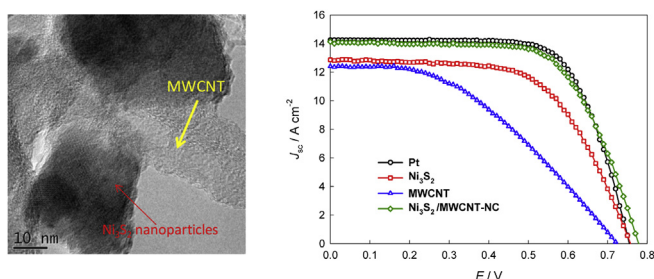 MWCNT
Ni₃S₂ nanoparticles
10 nm
16
14
12
10
8
6
4
2
0
J_sc / A cm⁻²
Pt
Ni₃S₂
MWCNT
Ni₃S₂ /MWCNT-NC
0.0 0.1 0.2 0.3 0.4 0.5 0.6 0.7 0.8
E / V